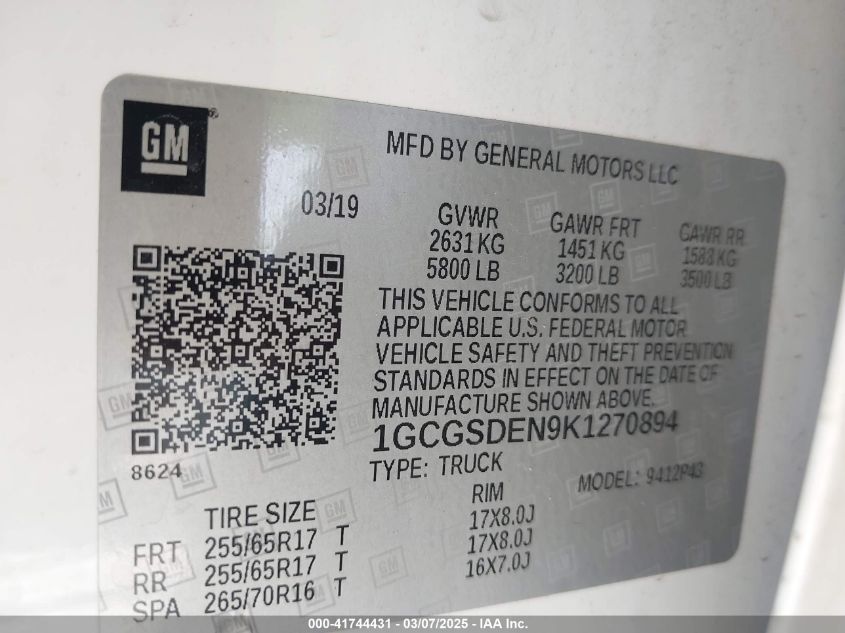 GM
MFD BY GENERAL MOTORS LLC
03/19
GVWR GAWR FRT GAWR RR
2631 KG 1451 KG 1588 KG
5800 LB 3200 LB 3500 LB
THIS VEHICLE CONFORMS TO ALL
APPLICABLE U.S. FEDERAL MOTOR
VEHICLE SAFETY AND THEFT PREVENTION
STANDARDS IN EFFECT ON THE DATE OF
MANUFACTURE SHOWN ABOVE.
1GCGSDEN9K1270894
8624
TYPE: TRUCK MODEL: 9412P43
TIRE SIZE RIM
FRT 255/65R17 T 17X8.0J
RR 255/65R17 T 17X8.0J
SPA 265/70R16 T 16X7.0J
000-41744431 - 03/07/2025 - IAA Inc.